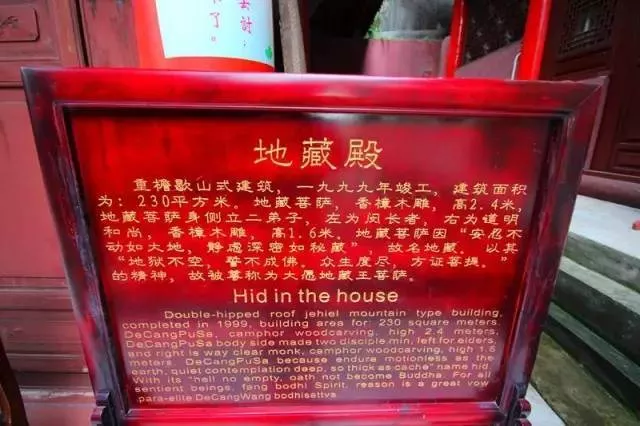 去討
了。
地藏殿
重檐歇山式建筑，一九九九年竣工，建筑面积
为：230平方米。地藏菩萨，香樟木雕，高2.4米，
地藏菩萨身侧立二弟子，左为闵长者，右为道明
和尚，香樟木雕，高1.6米。地藏菩萨因“安忍不
动如大地，静虑深密如秘藏”，故名地藏。以其
“地狱不空，誓不成佛。众生度尽，方证菩提。”
的精神，故被尊称为大愿地藏王菩萨。
Hid in the house
Double-hipped roof jehiel mountain type building,
completed in 1999, building area for: 230 square meters.
DeCangPuSa, camphor woodcarving, high 2.4 meters,
DeCangPuSa body side made two disciple,min, left for elders,
and right is way clear monk, camphor woodcarving, high 1.6
meters. DeCangPuSa because endure motionless as the
earth, quiet contemplation deep, so thick as cache" name hid.
With its "hell no empty, oath not become Buddha. For all
sentient beings, fang bodhi Spirit, reason is a great vow
para-elite DeCangWang bodhisattva.